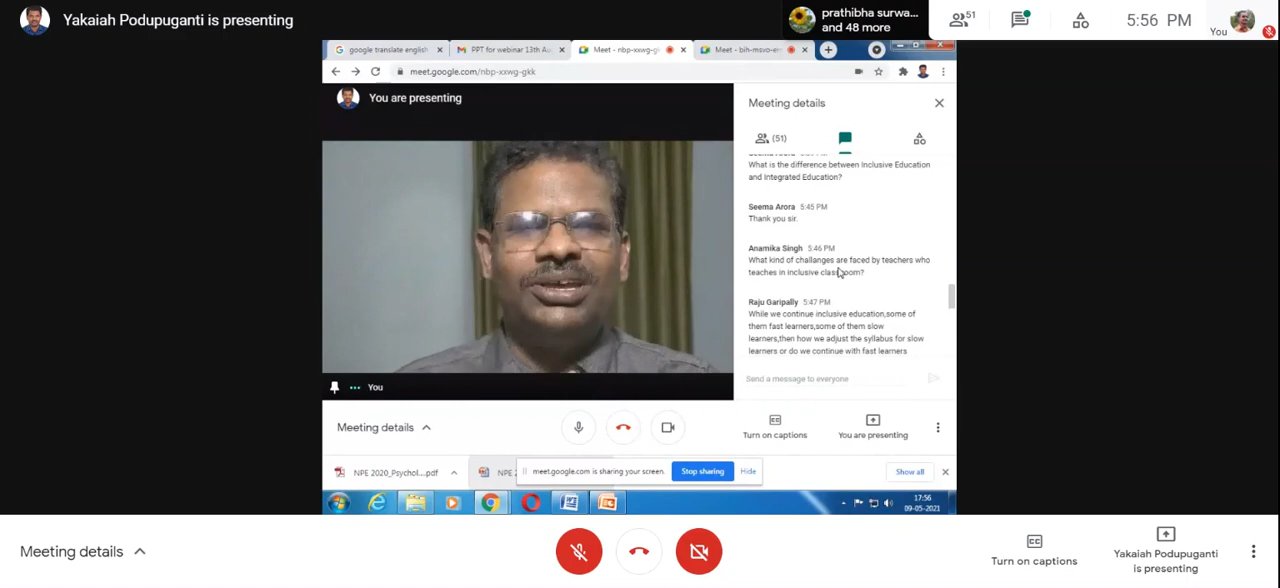 Yakaiah Podupuganti is presenting
prathibha surwa...
and 48 more
51
5:56 PM
You
google translate english
PPT for webinar 13th Au
Meet - nbp-xxwg-gk
Meet - bih-msvo-e
meet.google.com/nbp-xxwg-gkk
You are presenting
Meeting details
(51)
What is the difference between Inclusive Education
and Integrated Education?
Seema Arora 5:45 PM
Thank you sir.
Anamika Singh 5:46 PM
What kind of challanges are faced by teachers who
teaches in inclusive classroom?
Raju Garipally 5:47 PM
While we continue inclusive education,some of
them fast learners,some of them slow
learners,then how we adjust the syllabus for slow
learners or do we continue with fast learners
Send a message to everyone
You
Meeting details
Turn on captions
You are presenting
NPE 2020_Psychol....pdf
NPE
meet.google.com is sharing your screen.
Stop sharing
Hide
Show all
17:56
09-05-2021
Meeting details
Turn on captions
Yakaiah Podupuganti
is presenting